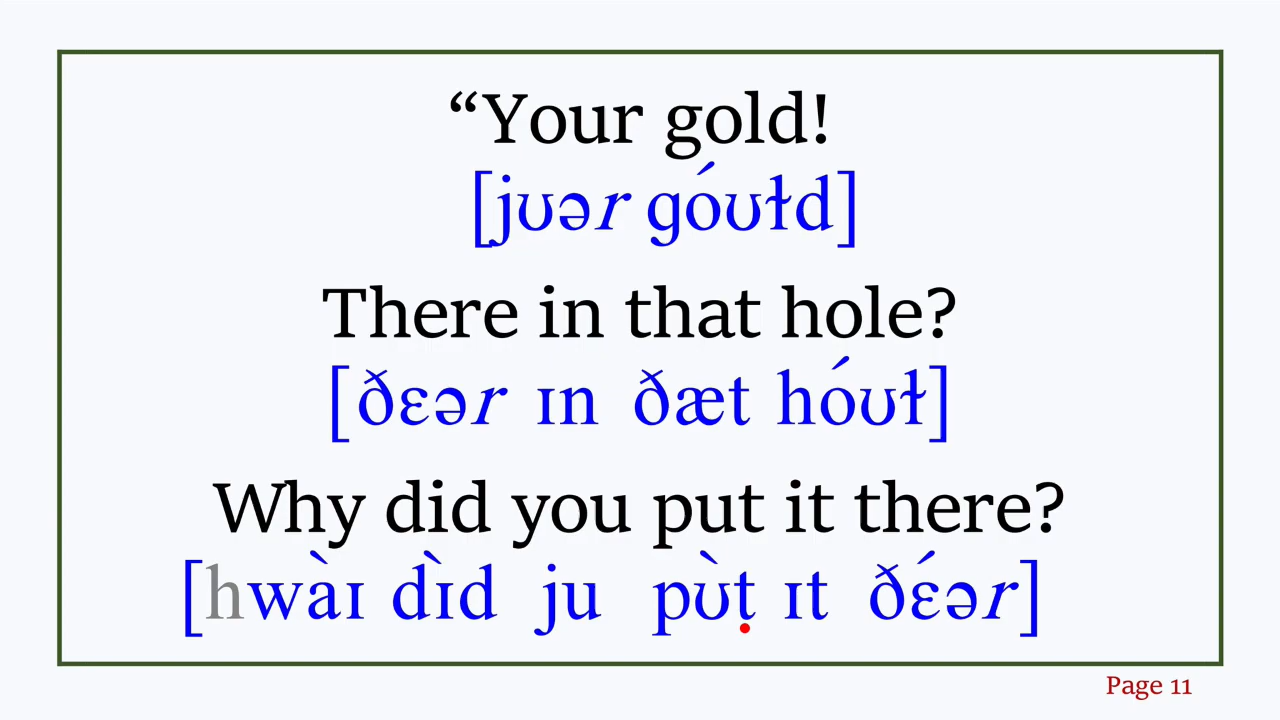 “Your gold!
[jʊər ɡóʊɫd]
There in that hole?
[ðɛər ɪn ðæt hóʊɫ]
Why did you put it there?
[hwàɪ dɪ̀d ju pʊ̀ṭ ɪt ðɛ́ər]
Page 11